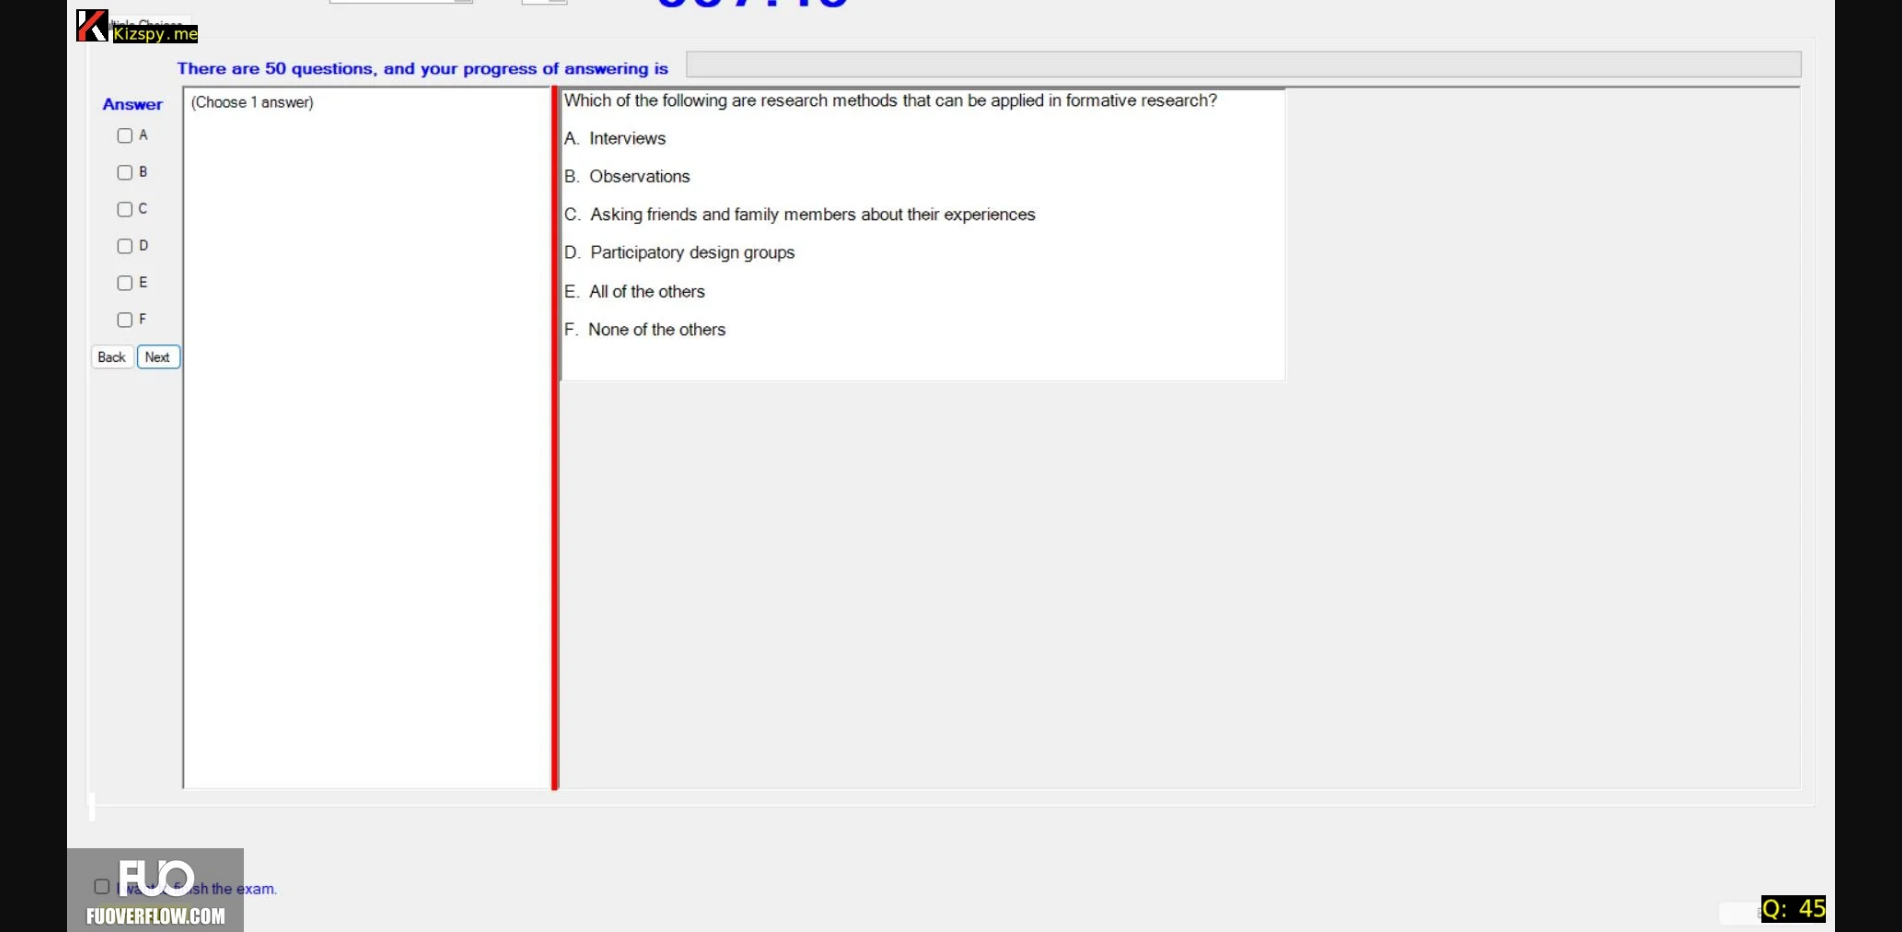 Kizspy.me
There are 50 questions, and your progress of answering is
Answer
(Choose 1 answer)
A
B
C
D
E
F
Back Next
Which of the following are research methods that can be applied in formative research?
A. Interviews
B. Observations
C. Asking friends and family members about their experiences
D. Participatory design groups
E. All of the others
F. None of the others
FUO
the exam.
FUOVERFLOW.COM
Q: 45